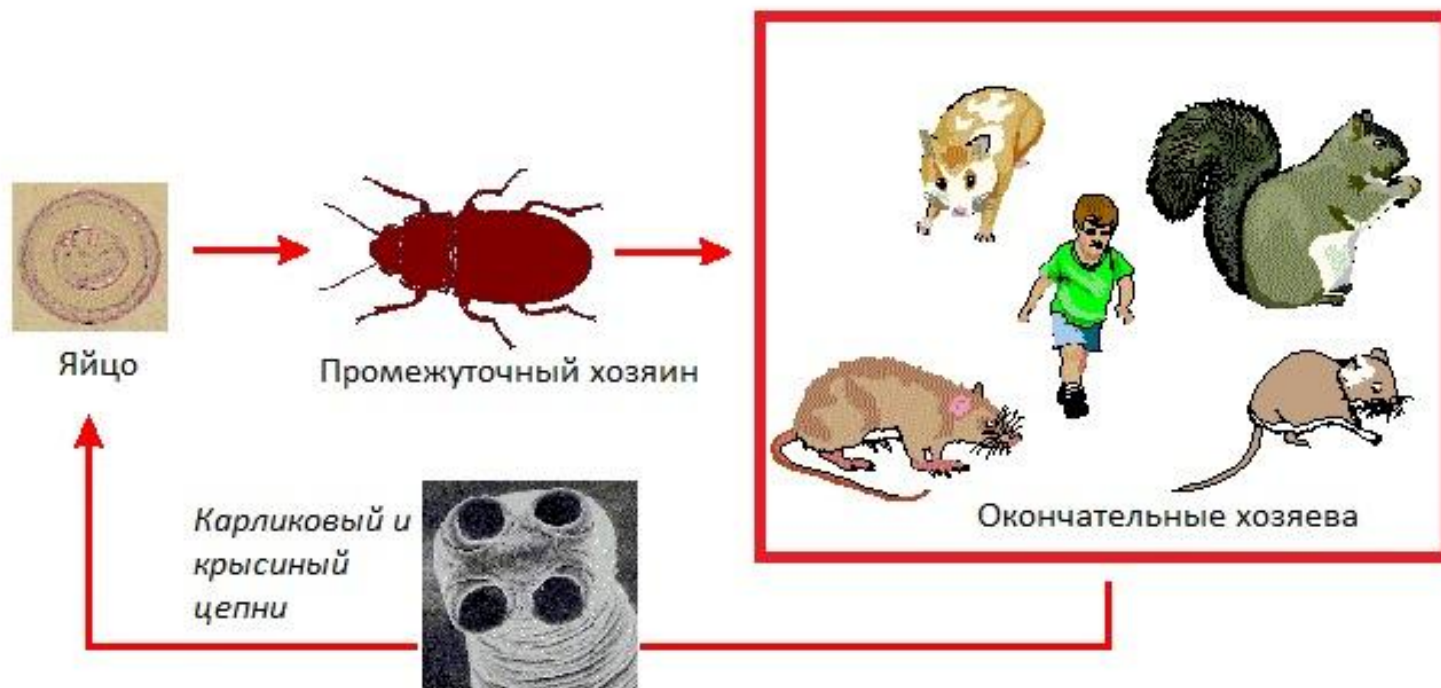 Яйцо
Промежуточный хозяин
Окончательные хозяева
Карликовый и
крысиный
цепни